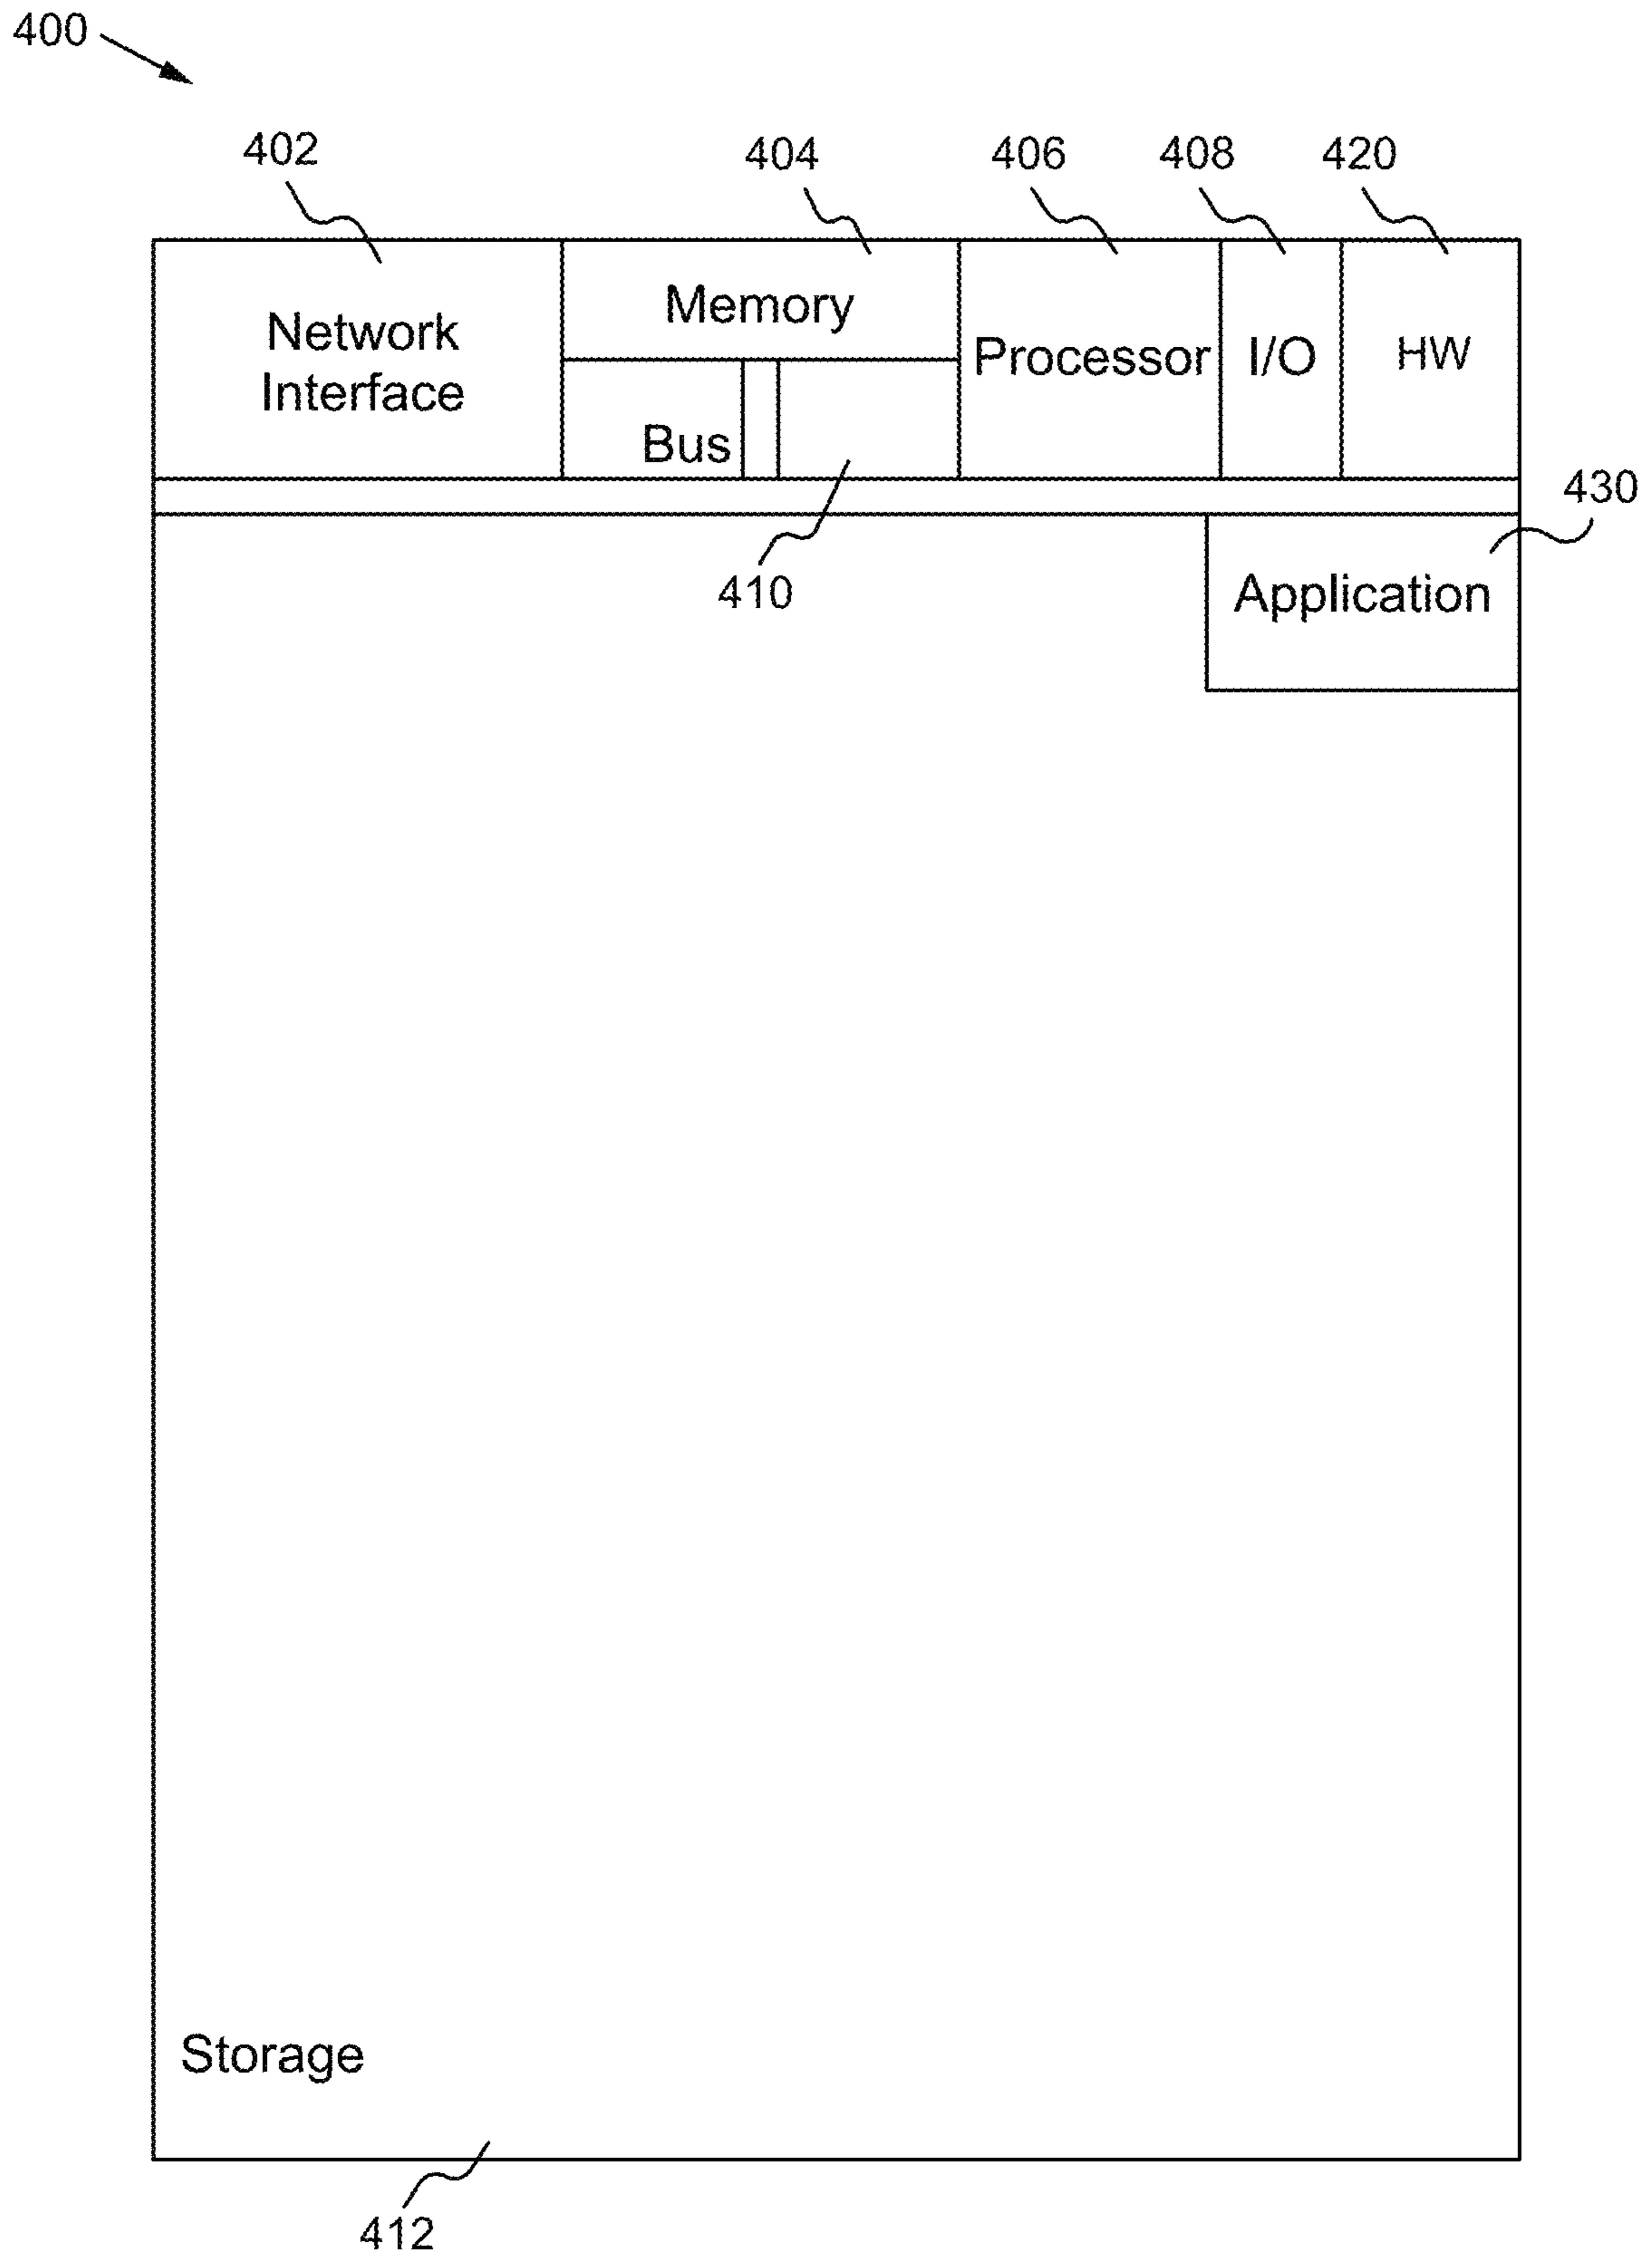 400
402
404
406
408
420
Network
Interface
Memory
Processor
I/O
HW
Bus
430
410
Application
Storage
412